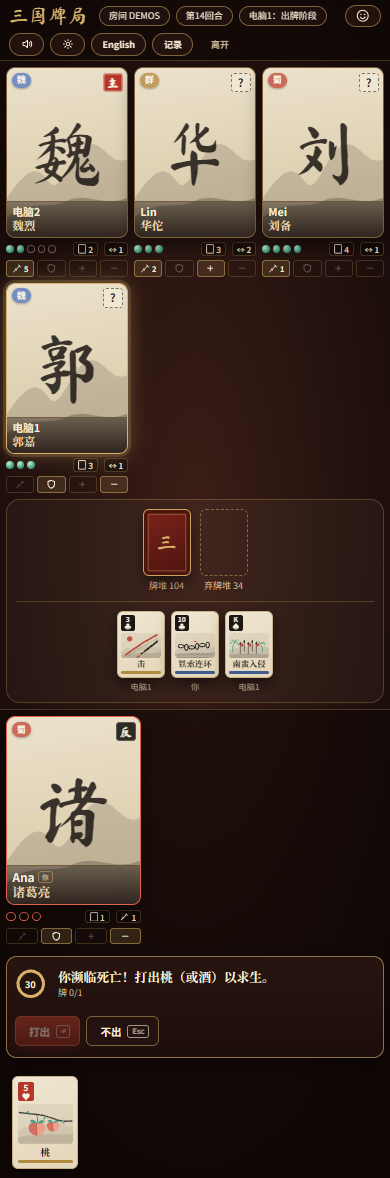 三国牌局
房间 DEMOS
第14回合
电脑1：出牌阶段
English
记录
离开
魏
主
魏
电脑2
魏烈
2
1
5
群
?
华
Lin
华佗
3
2
2
蜀
?
刘
Mei
刘备
4
1
1
魏
?
郭
电脑1
郭嘉
3
1
三
牌堆 104
弃牌堆 34
3
击
电脑1
10
铁索连环
你
K
南蛮入侵
电脑1
蜀
反
诸
Ana 你
诸葛亮
1
1
30
你濒临死亡！打出桃（或酒）以求生。
牌 0/1
打出
不出 Esc
5
桃